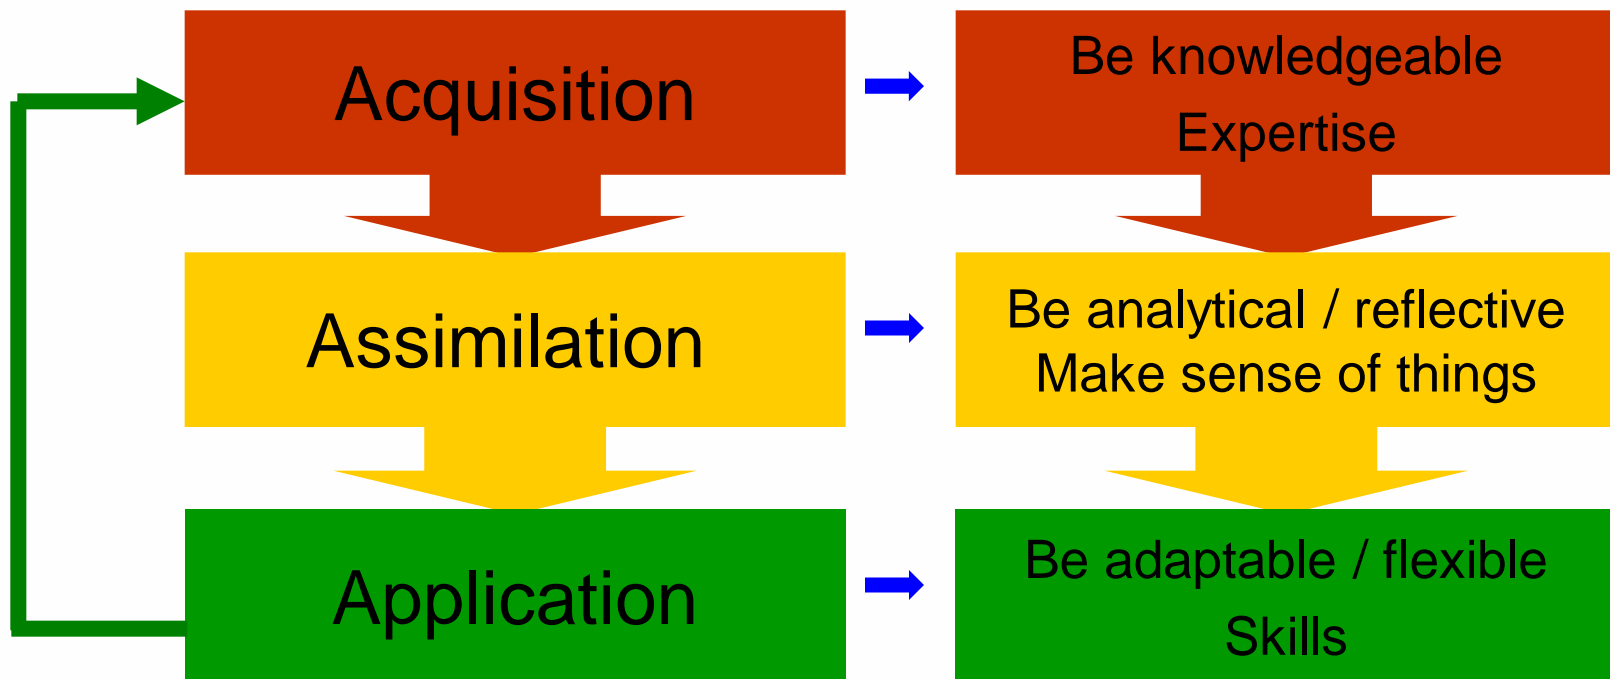 Acquisition
Be knowledgeable
Expertise
Assimilation
Be analytical / reflective
Make sense of things
Application
Be adaptable / flexible
Skills